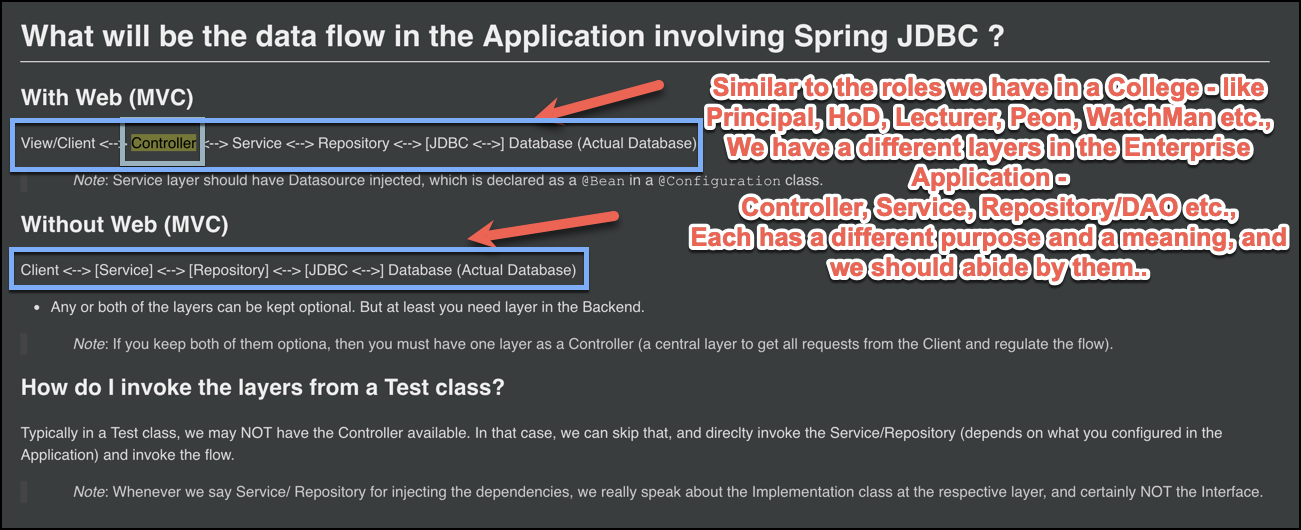 What will be the data flow in the Application involving Spring JDBC ?
With Web (MVC)
View/Client <--> Controller <--> Service <--> Repository <--> [JDBC <-->] Database (Actual Database)
Note: Service layer should have Datasource injected, which is declared as a @Bean in a @Configuration class.
Similar to the roles we have in a College - like
Principal, HoD, Lecturer, Peon, WatchMan etc.,
We have a different layers in the Enterprise
Application -
Controller, Service, Repository/DAO etc.,
Each has a different purpose and a meaning, and
we should abide by them..
Without Web (MVC)
Client <--> [Service] <--> [Repository] <--> [JDBC <-->] Database (Actual Database)
• Any or both of the layers can be kept optional. But at least you need layer in the Backend.
Note: If you keep both of them optiona, then you must have one layer as a Controller (a central layer to get all requests from the Client and regulate the flow).
How do I invoke the layers from a Test class?
Typically in a Test class, we may NOT have the Controller available. In that case, we can skip that, and direclty invoke the Service/Repository (depends on what you configured in the
Application) and invoke the flow.
Note: Whenever we say Service/ Repository for injecting the dependencies, we really speak about the Implementation class at the respective layer, and certainly NOT the Interface.